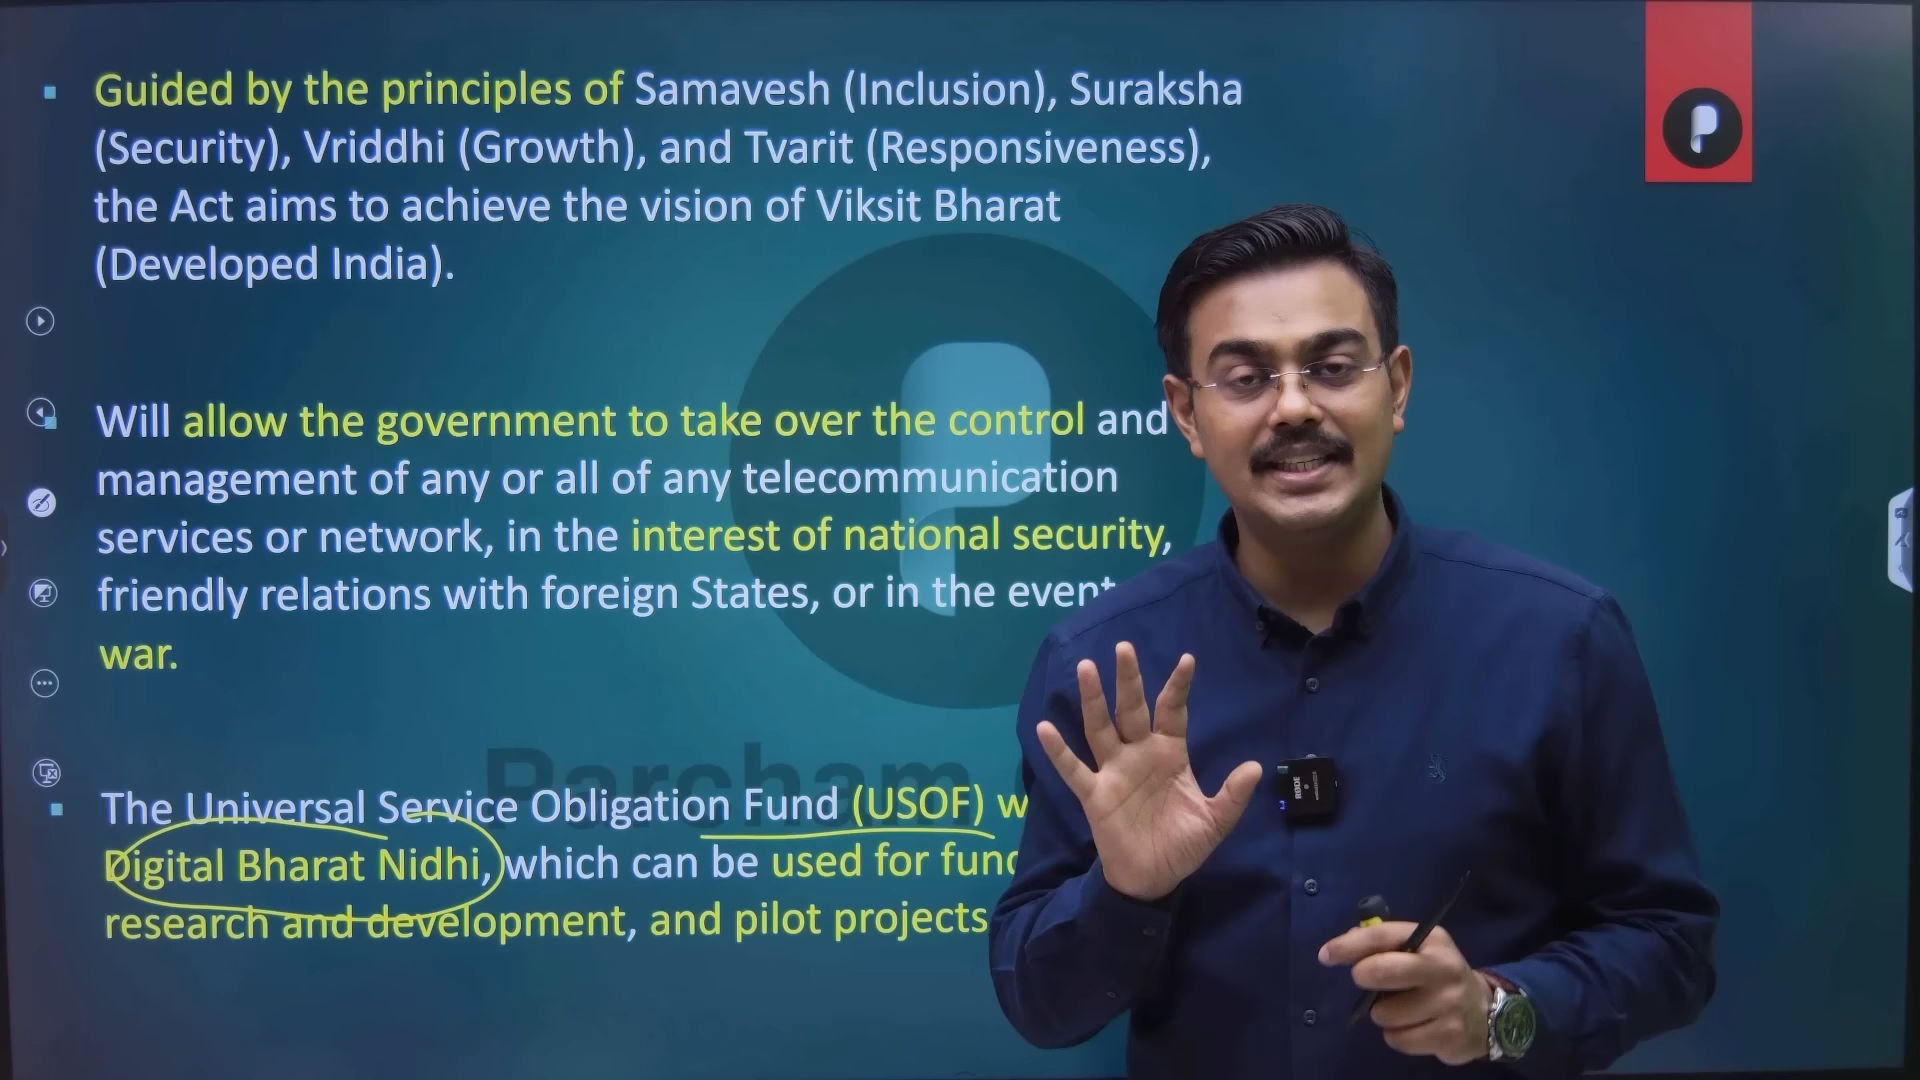 Guided by the principles of Samavesh (Inclusion), Suraksha
(Security), Vriddhi (Growth), and Tvarit (Responsiveness),
the Act aims to achieve the vision of Viksit Bharat
(Developed India).
Will allow the government to take over the control and
management of any or all of any telecommunication
services or network, in the interest of national security,
friendly relations with foreign States, or in the event
war.
Parcham
The Universal Service Obligation Fund (USOF)
Digital Bharat Nidhi, which can be used for
research and development, and pilot projects
RØDE